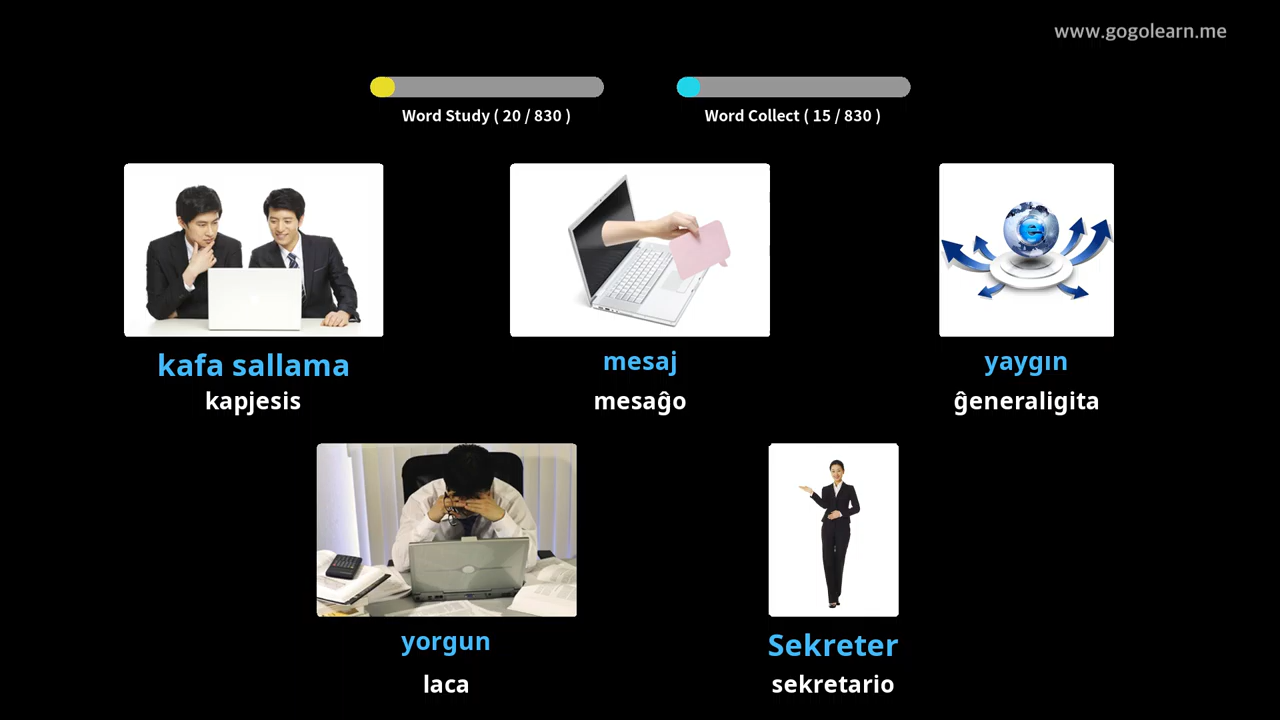 www.gogolearn.me
Word Study ( 20 / 830 )
Word Collect ( 15 / 830 )
kafa sallama
kapjesis
mesaj
mesaĝo
yaygın
ĝeneraligita
yorgun
laca
Sekreter
sekretario